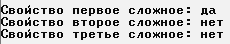 Свойство первое сложное: да
Свойство второе сложное: нет
Свойство третье сложное: нет